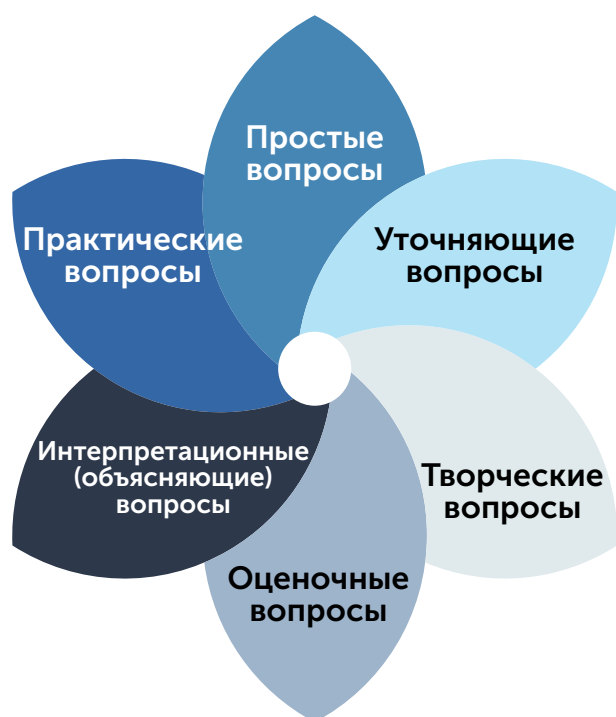 Простые
вопросы
Уточняющие
вопросы
Творческие
вопросы
Оценочные
вопросы
Интерпретационные
(объясняющие)
вопросы
Практические
вопросы